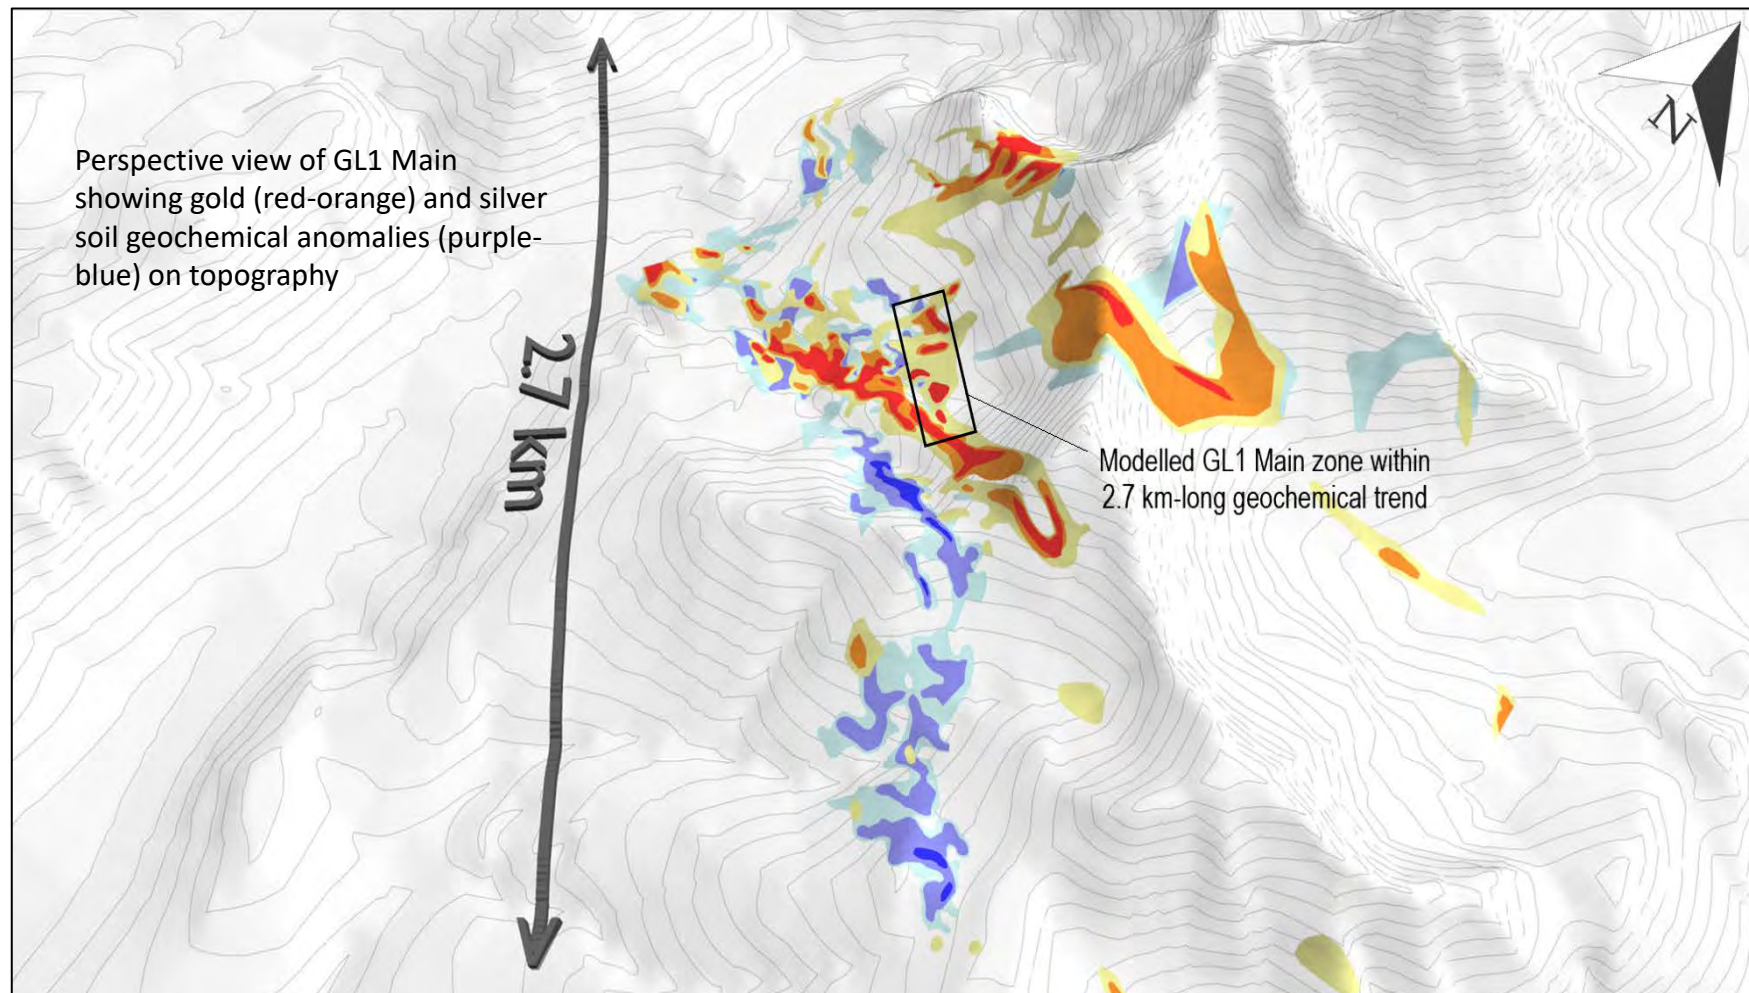 Perspective view of GL1 Main
showing gold (red-orange) and silver
soil geochemical anomalies (purple-
blue) on topography
2.7 km
N
Modelled GL1 Main zone within
2.7 km-long geochemical trend